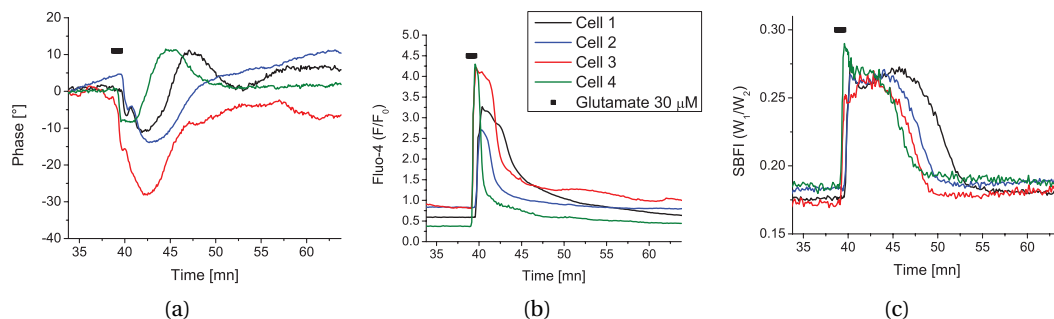 20
10
0
-10
-20
-30
-40
Phase [°]
35 40 45 50 55 60
Time [mn]
(a)
5.0
4.5
4.0
3.5
3.0
2.5
2.0
1.5
1.0
0.5
0.0
Fluo-4 (F/F0)
35 40 45 50 55 60
Time [mn]
(b)
Cell 1
Cell 2
Cell 3
Cell 4
Glutamate 30 μM
0.30
0.25
0.20
0.15
SBFI (W1/W2)
35 40 45 50 55 60
Time [mn]
(c)